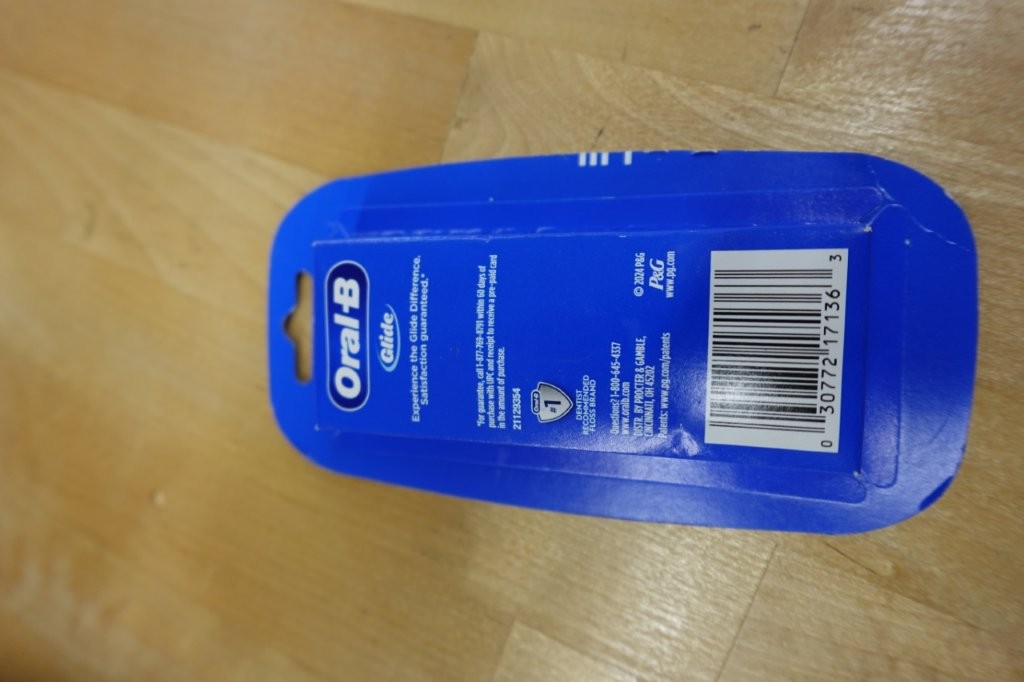 Oral-B
Glide
Experience the Glide Difference.
Satisfaction guaranteed.*
*For guarantee, call 1-877-769-8791 within 60 days of
purchase with UPC and receipt to receive a pre-paid card
in the amount of purchase.
21129354
Oral-B
#1
DENTIST
RECOMMENDED
FLOSS BRAND
Questions? 1-800-645-4337
www.oralb.com
DISTR. BY PROCTER & GAMBLE,
CINCINNATI, OH 45202
Patents: www.pg.com/patents
© 2024 P&G
P&G
www.pg.com
0 30772 17136 3